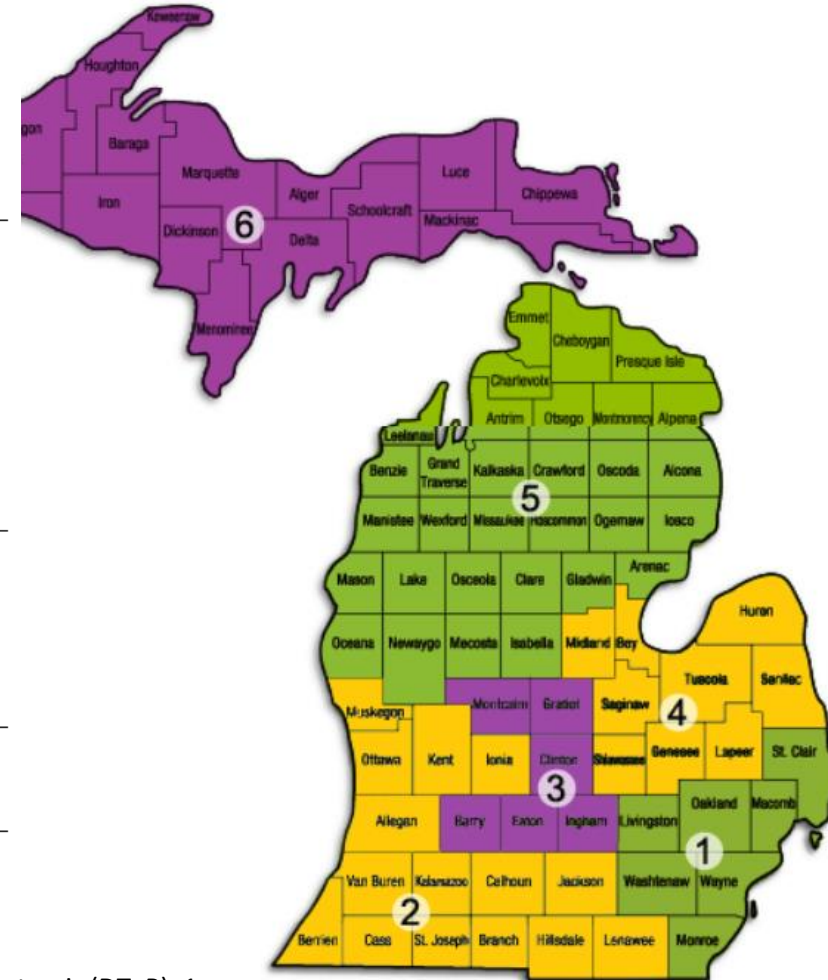 Keweenaw
Houghton
gon
Baraga
Marquette
Luce
Alger
Chippewa
Iron
Schoolcraft
Mackinac
Dickinson
6
Delta
Menominee
Emmet
Cheboygan
Presque Isle
Charlevoix
Antrim Otsego Montmorency Alpena
Leelanau
Benzie Grand Traverse Kalkaska Crawford Oscoda Alcona
5
Manistee Wexford Missaukee Roscommon Ogemaw Iosco
Arenac
Mason Lake Osceola Clare Gladwin
Huron
Oceana Newaygo Mecosta Isabella Midland Bay
Tuscola Sanilac
Montcalm Gratiot Saginaw
Muskegon
4
Ottawa Kent Ionia Clinton Shiawassee Genesee Lapeer St. Clair
3
Oakland Macomb
Allegan Barry Eaton Ingham Livingston
1
Van Buren Kalamazoo Calhoun Jackson Washtenaw Wayne
2
Berrien Cass St. Joseph Branch Hillsdale Lenawee Monroe